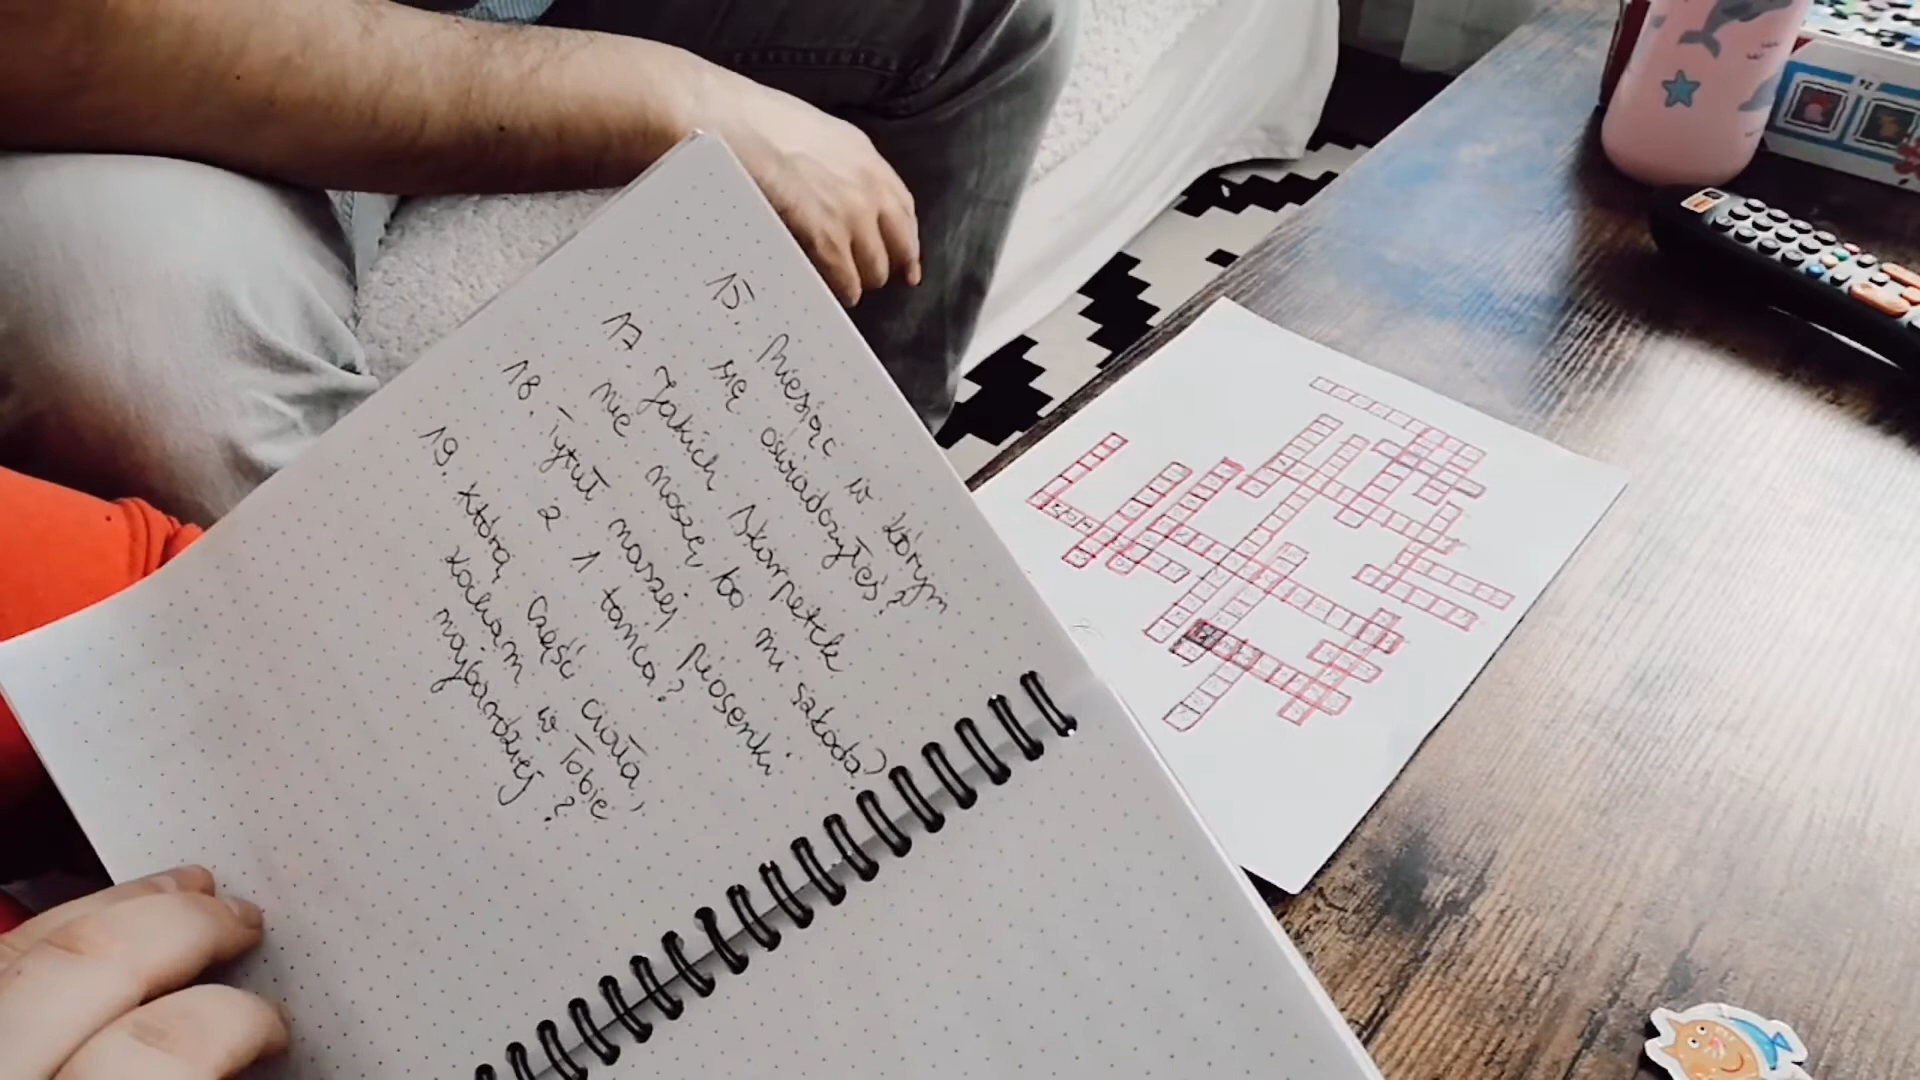 15. Miesiąc w którym
się oświadczyłeś?
17. Jakich skarpetek
nie noszę, bo mi szkoda?
18. Tytuł naszej piosenki
z 1 tańca?
19. Którą część ciała,
kocham w Tobie
najbardziej?